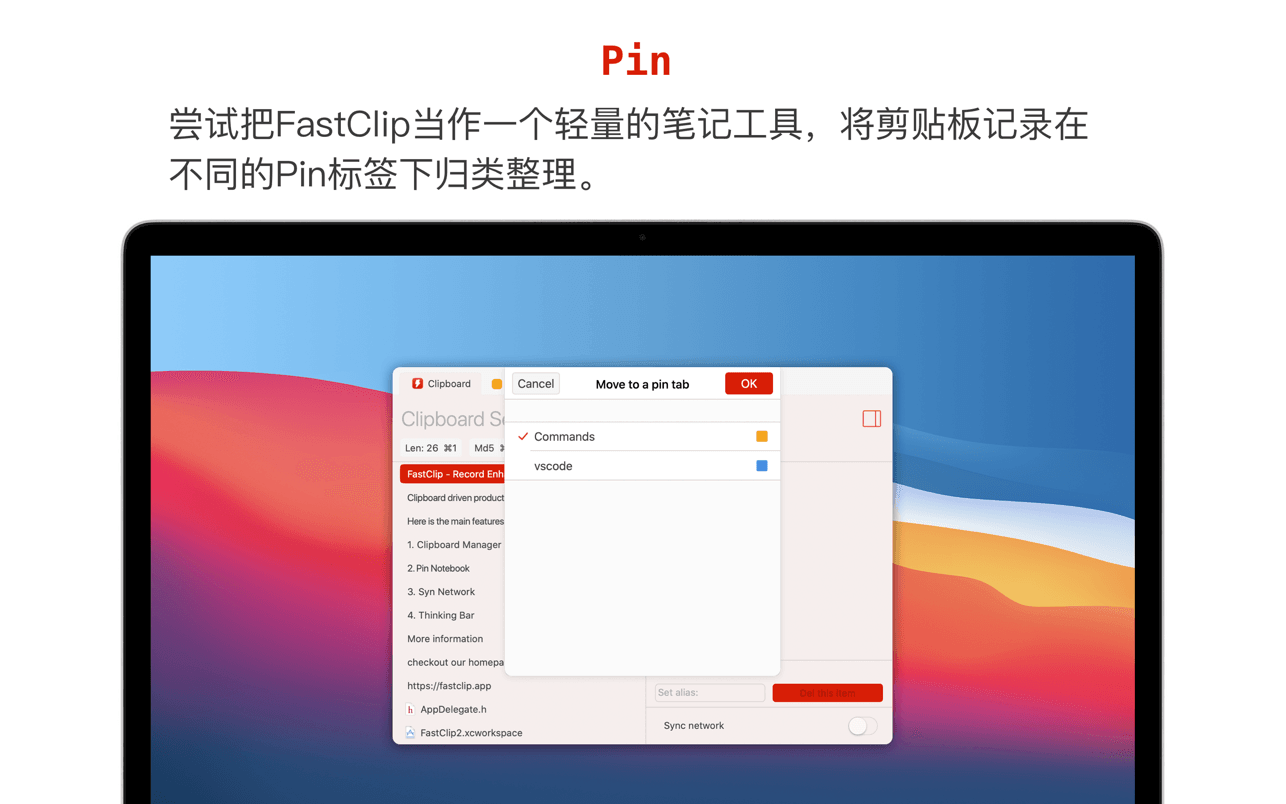 Pin
尝试把FastClip当作一个轻量的笔记工具，将剪贴板记录在
不同的Pin标签下归类整理。
Clipboard
Cancel
Move to a pin tab
OK
Clipboard
Len: 26 ⌘1
Md5
Commands
vscode
FastClip - Record Enh
Clipboard driven product
Here is the main features
1. Clipboard Manager
2. Pin Notebook
3. Syn Network
4. Thinking Bar
More information
checkout our homepa
https://fastclip.app
AppDelegate.h
FastClip2.xcworkspace
Set alias:
Del this item
Sync network